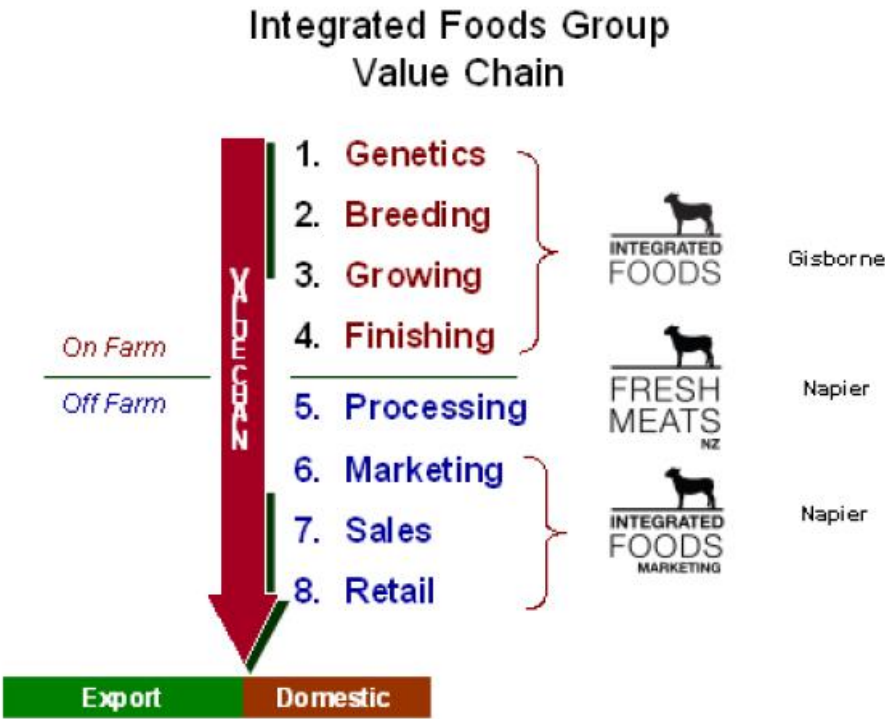 Integrated Foods Group
Value Chain
1. Genetics
2. Breeding
3. Growing
4. Finishing
INTEGRATED
FOODS
Gisborne
On Farm
Off Farm
VALUE CHAIN
5. Processing
FRESH
MEATS
NZ
Napier
6. Marketing
7. Sales
8. Retail
INTEGRATED
FOODS
MARKETING
Napier
Export
Domestic